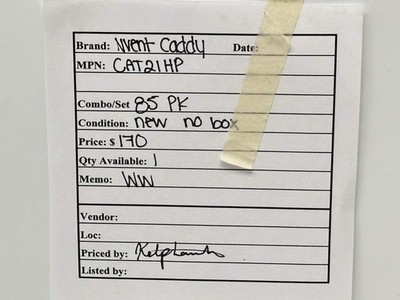 Brand: Nvent Caddy Date:
MPN: CAT21HP
Combo/Set 85 PK
Condition: new no box
Price: $ 170
Qty Available: 1
Memo: WW
Vendor:
Loc:
Priced by:
Listed by: